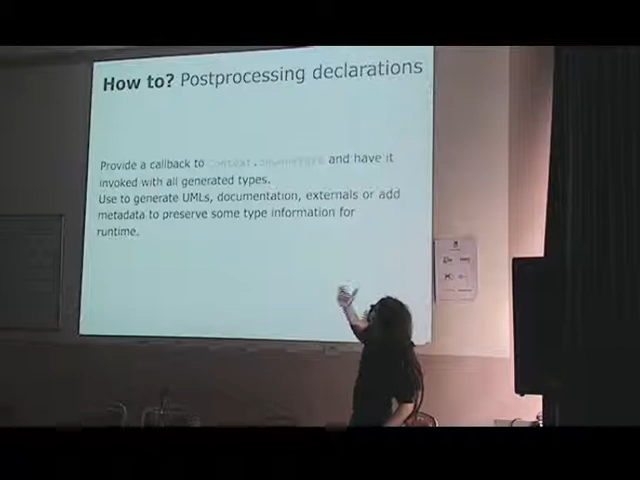 How to? Postprocessing declarations
Provide a callback to and have it
invoked with all generated types.
Use to generate UMLs, documentation, externals or add
metadata to preserve some type information for
runtime.